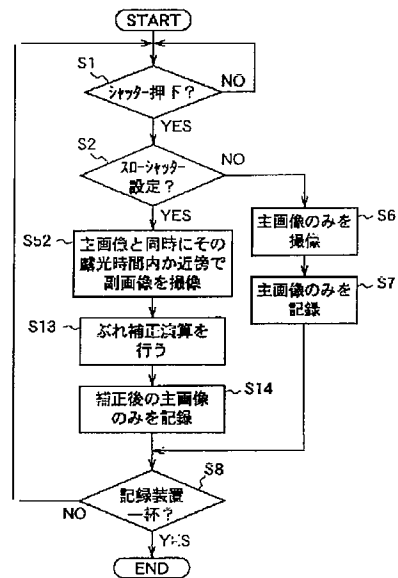 START
S1
シャッター押下?
NO
YES
S2
スローシャッター
設定?
NO
YES
S52
主画像と同時にその
露光時間内か近傍で
副画像を撮像
S6
主画像のみを
撮像
S7
主画像のみを
記録
S13
ぶれ補正演算を
行う
S14
補正後の主画像
のみを記録
S8
記録装置
一杯?
NO
YES
END